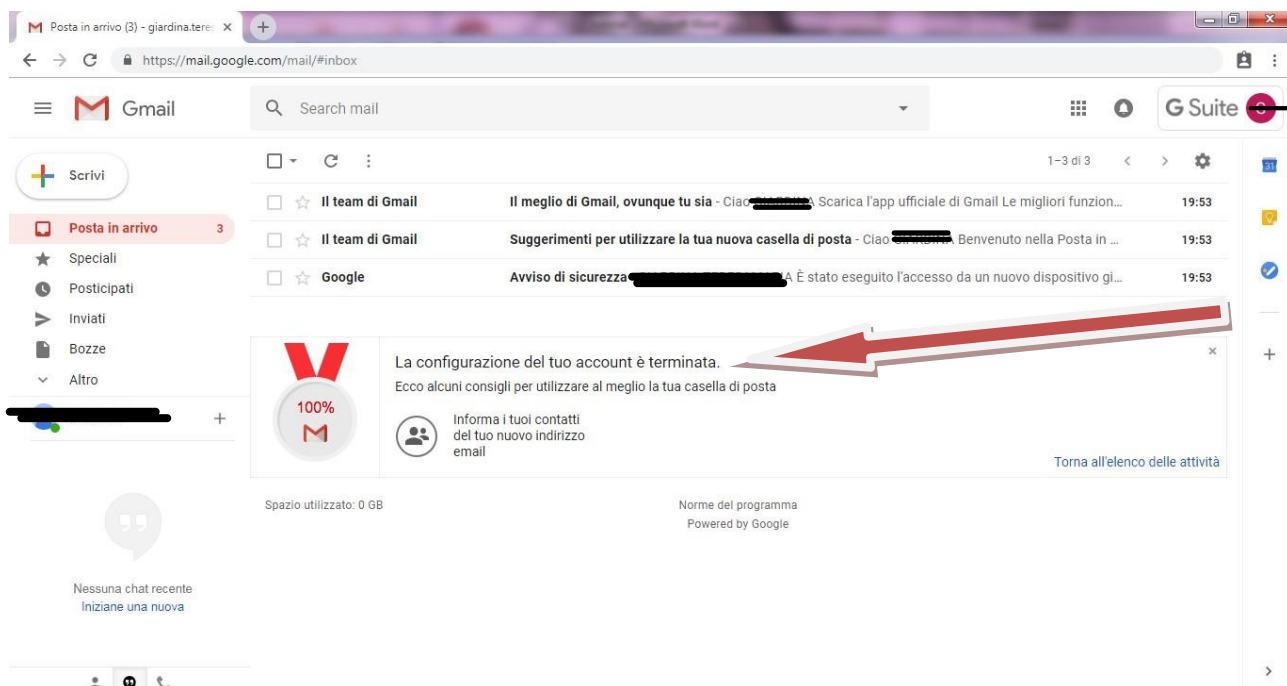 Posta in arrivo (3) - giardina.tere
https://mail.google.com/mail/#inbox
Gmail
Search mail
G Suite
Scrivi
1–3 di 3
Il team di Gmail Il meglio di Gmail, ovunque tu sia - Ciao Scarica l'app ufficiale di Gmail Le migliori funzion... 19:53
Posta in arrivo 3
Il team di Gmail Suggerimenti per utilizzare la tua nuova casella di posta - Ciao Benvenuto nella Posta in ... 19:53
Speciali
Google Avviso di sicurezza È stato eseguito l'accesso da un nuovo dispositivo gi... 19:53
Posticipati
Inviati
Bozze
Altro
La configurazione del tuo account è terminata.
Ecco alcuni consigli per utilizzare al meglio la tua casella di posta
100%
Informa i tuoi contatti
del tuo nuovo indirizzo
email
Torna all'elenco delle attività
Spazio utilizzato: 0 GB
Norme del programma
Powered by Google
Nessuna chat recente
Iniziane una nuova
31